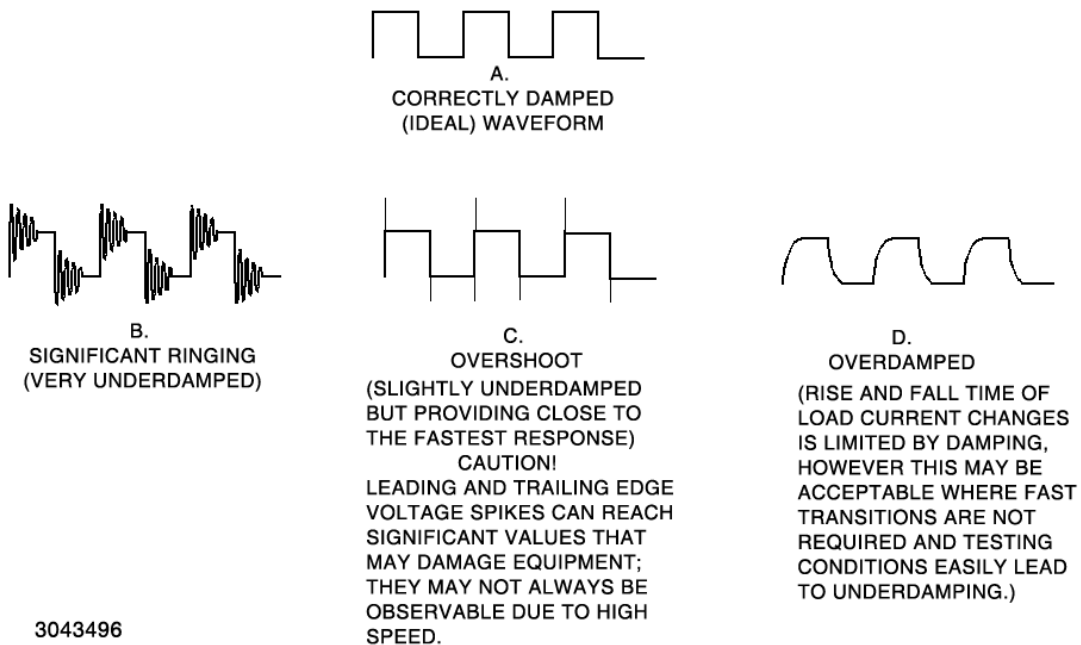 A.
CORRECTLY DAMPED
(IDEAL) WAVEFORM
B.
SIGNIFICANT RINGING
(VERY UNDERDAMPED)
C.
OVERSHOOT
(SLIGHTLY UNDERDAMPED
BUT PROVIDING CLOSE TO
THE FASTEST RESPONSE)
CAUTION!
LEADING AND TRAILING EDGE
VOLTAGE SPIKES CAN REACH
SIGNIFICANT VALUES THAT
MAY DAMAGE EQUIPMENT;
THEY MAY NOT ALWAYS BE
OBSERVABLE DUE TO HIGH
SPEED.
D.
OVERDAMPED
(RISE AND FALL TIME OF
LOAD CURRENT CHANGES
IS LIMITED BY DAMPING,
HOWEVER THIS MAY BE
ACCEPTABLE WHERE FAST
TRANSITIONS ARE NOT
REQUIRED AND TESTING
CONDITIONS EASILY LEAD
TO UNDERDAMPING.)
3043496